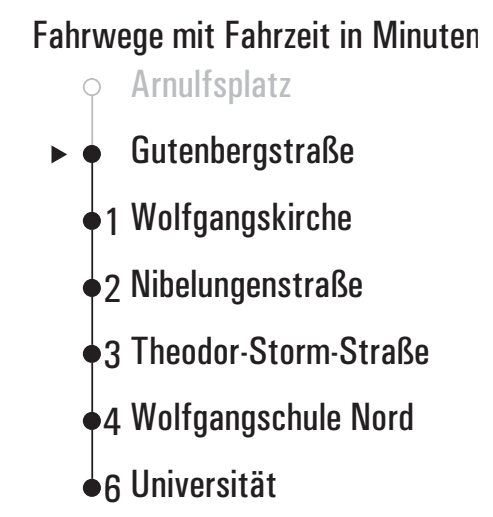 Fahrwege mit Fahrzeit in Minuten
Arnulfsplatz
Gutenbergstraße
1 Wolfgangskirche
2 Nibelungenstraße
3 Theodor-Storm-Straße
4 Wolfgangschule Nord
6 Universität